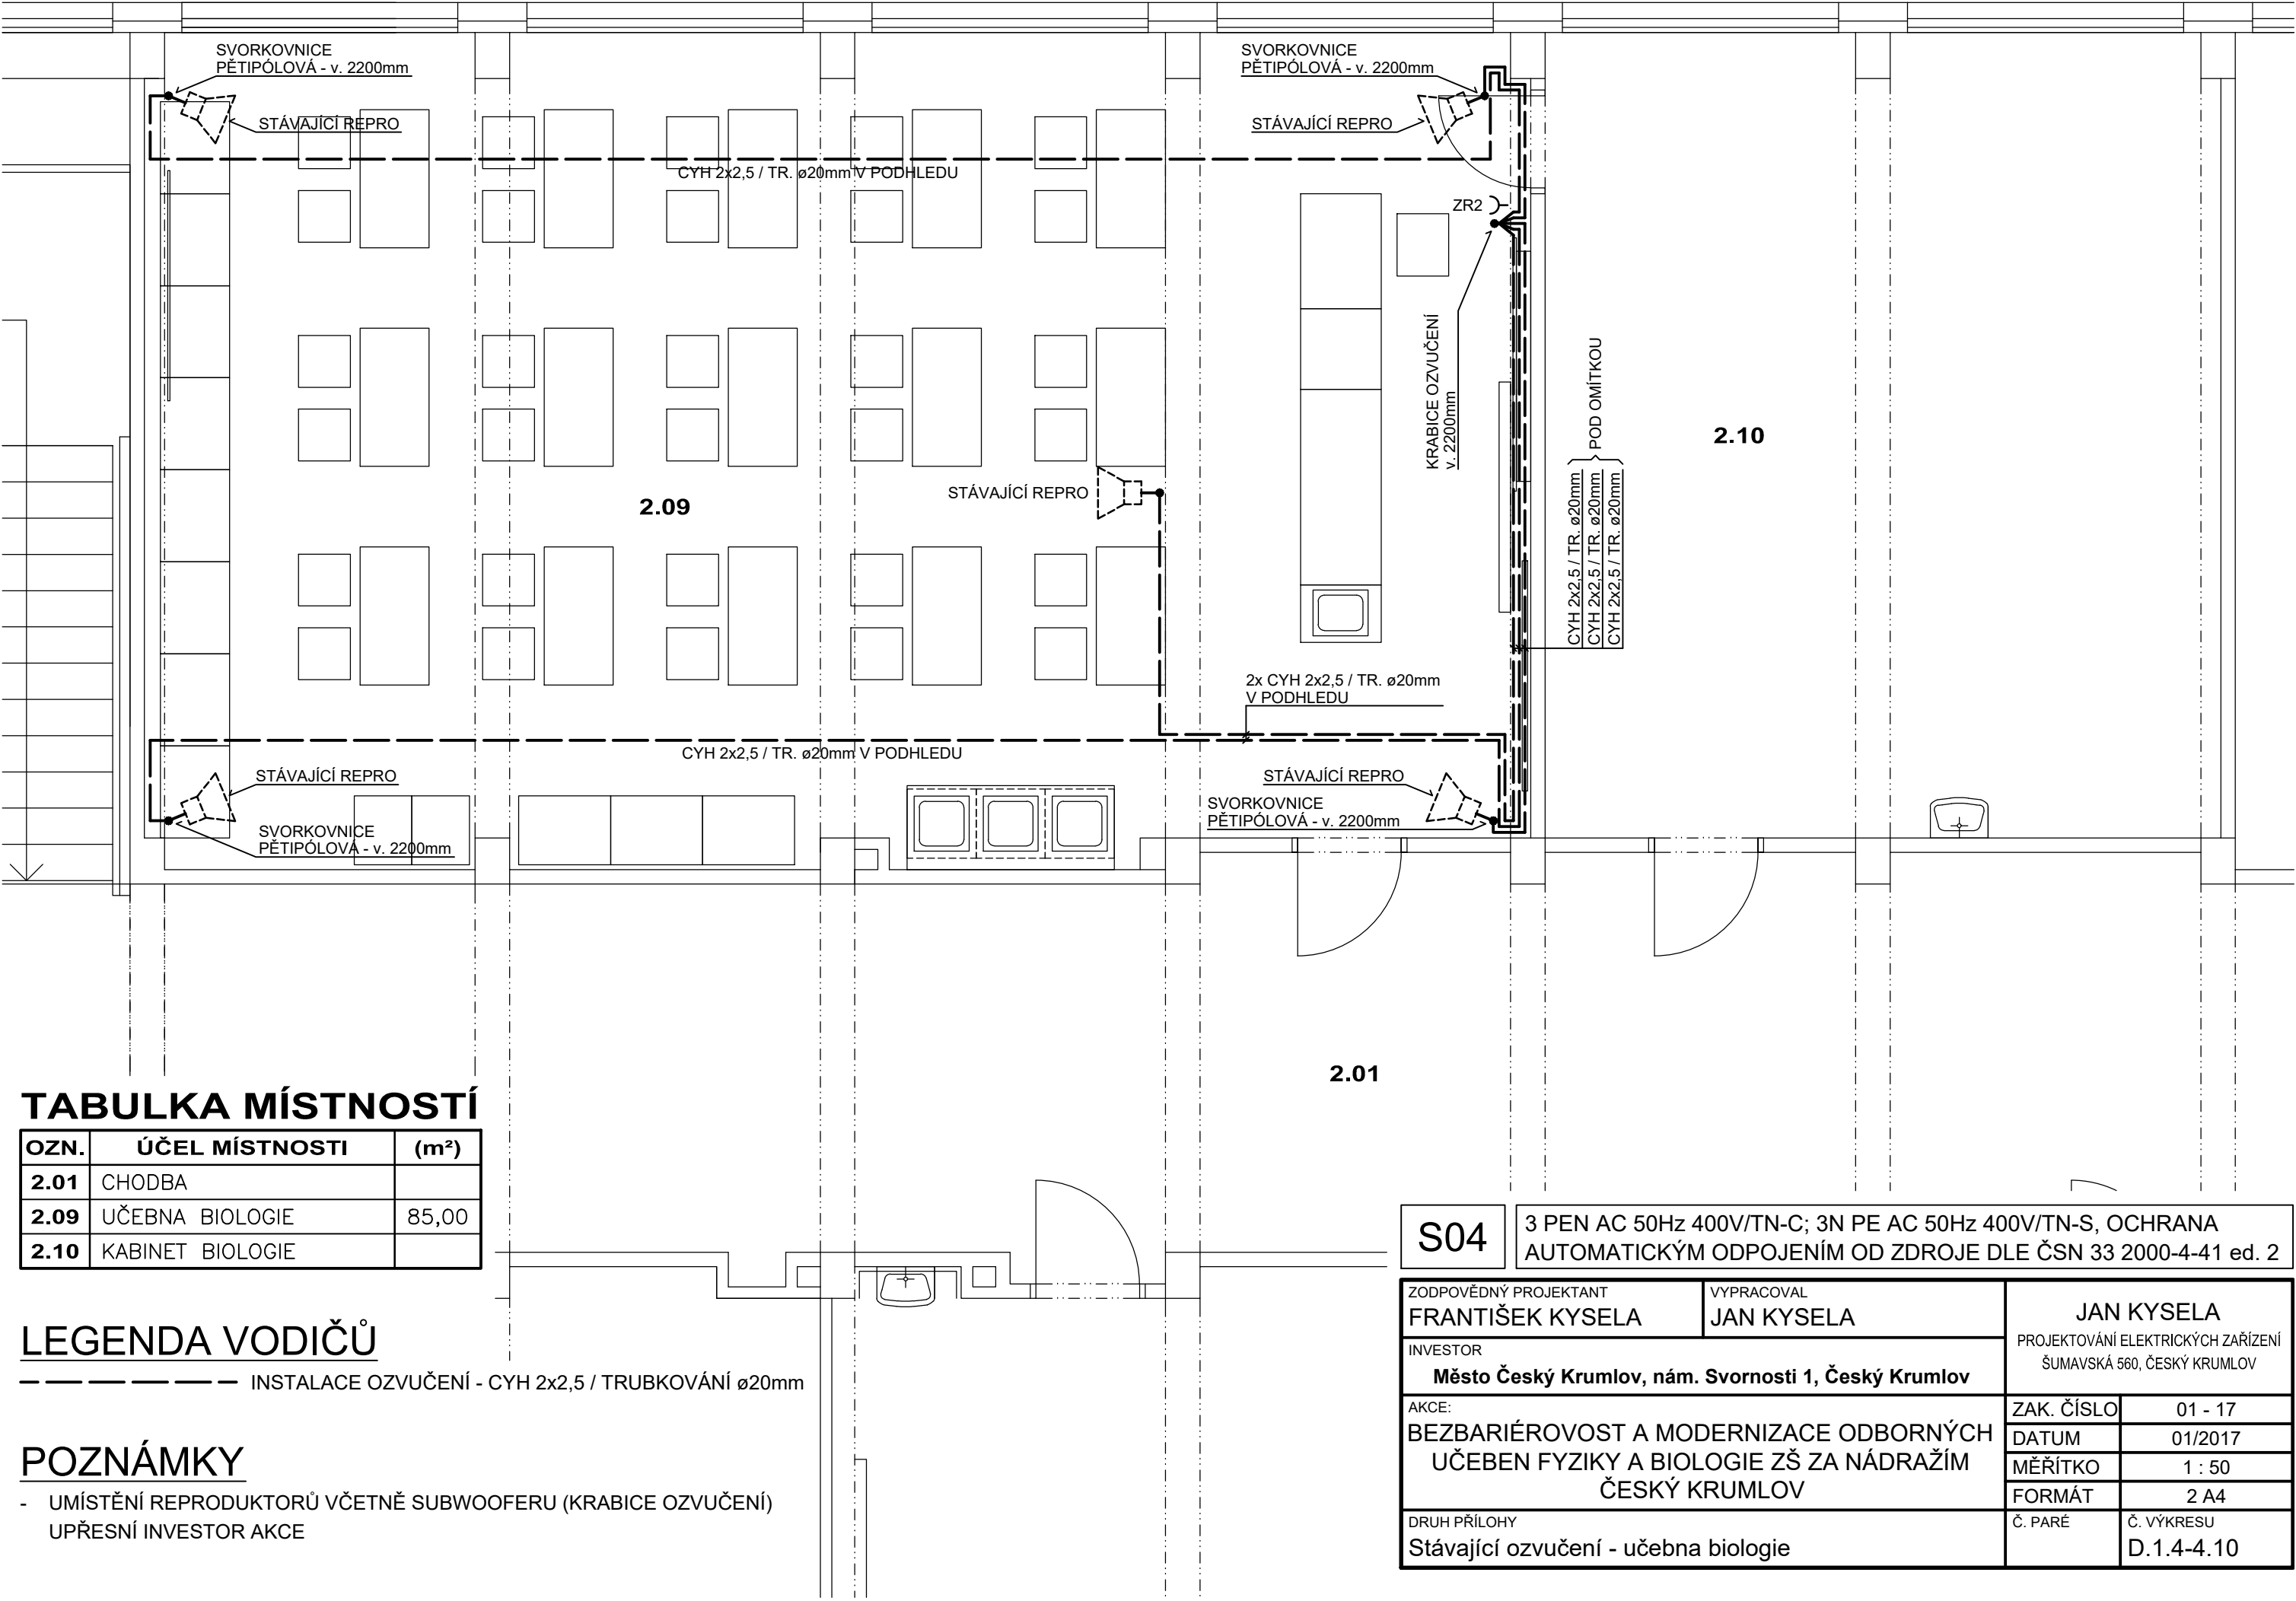 SVORKOVNICE
PĚTIPÓLOVÁ - v. 2200mm
STÁVAJÍCÍ REPRO
SVORKOVNICE
PĚTIPÓLOVÁ - v. 2200mm
STÁVAJÍCÍ REPRO
CYH 2x2,5 / TR. ø20mm V PODHLEDU
ZR2
KRABICE OZVUČENÍ
v. 2200mm
POD OMÍTKOU
CYH 2x2,5 / TR. ø20mm
CYH 2x2,5 / TR. ø20mm
CYH 2x2,5 / TR. ø20mm
2.10
STÁVAJÍCÍ REPRO
2.09
2x CYH 2x2,5 / TR. ø20mm
V PODHLEDU
CYH 2x2,5 / TR. ø20mm V PODHLEDU
STÁVAJÍCÍ REPRO
SVORKOVNICE
PĚTIPÓLOVÁ - v. 2200mm
STÁVAJÍCÍ REPRO
SVORKOVNICE
PĚTIPÓLOVÁ - v. 2200mm
2.01
TABULKA MÍSTNOSTÍ
OZN. ÚČEL MÍSTNOSTI (m²)
2.01 CHODBA
2.09 UČEBNA BIOLOGIE 85,00
2.10 KABINET BIOLOGIE
LEGENDA VODIČŮ
INSTALACE OZVUČENÍ - CYH 2x2,5 / TRUBKOVÁNÍ ø20mm
POZNÁMKY
- UMÍSTĚNÍ REPRODUKTORŮ VČETNĚ SUBWOOFERU (KRABICE OZVUČENÍ)
UPŘESNÍ INVESTOR AKCE
S04
3 PEN AC 50Hz 400V/TN-C; 3N PE AC 50Hz 400V/TN-S, OCHRANA
AUTOMATICKÝM ODPOJENÍM OD ZDROJE DLE ČSN 33 2000-4-41 ed. 2
ZODPOVĚDNÝ PROJEKTANT
FRANTIŠEK KYSELA
VYPRACOVAL
JAN KYSELA
JAN KYSELA
PROJEKTOVÁNÍ ELEKTRICKÝCH ZAŘÍZENÍ
ŠUMAVSKÁ 560, ČESKÝ KRUMLOV
INVESTOR
Město Český Krumlov, nám. Svornosti 1, Český Krumlov
AKCE:
BEZBARIÉROVOST A MODERNIZACE ODBORNÝCH
UČEBEN FYZIKY A BIOLOGIE ZŠ ZA NÁDRAŽÍM
ČESKÝ KRUMLOV
ZAK. ČÍSLO 01 - 17
DATUM 01/2017
MĚŘÍTKO 1 : 50
FORMÁT 2 A4
DRUH PŘÍLOHY
Stávající ozvučení - učebna biologie
Č. PARÉ
Č. VÝKRESU
D.1.4-4.10